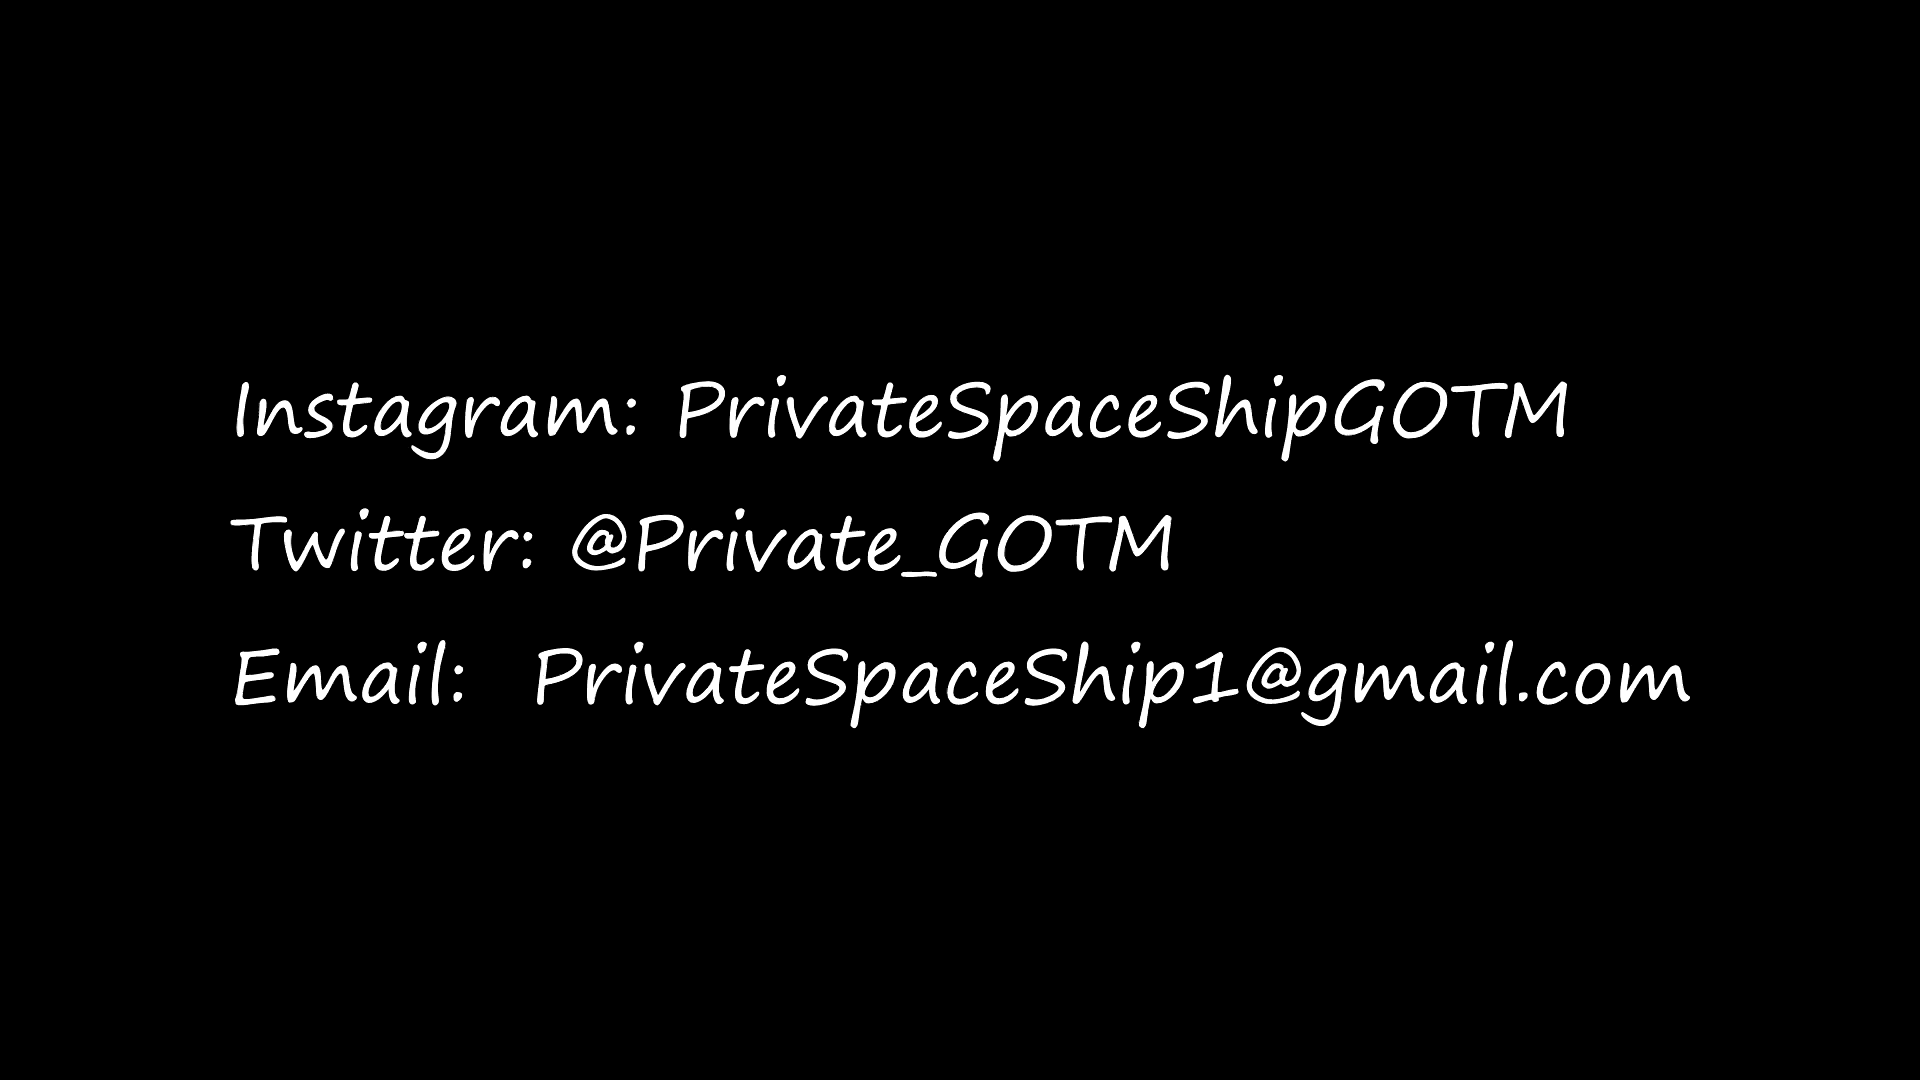 Instagram: PrivateSpaceShipGOTM
Twitter: @Private_GOTM
Email: PrivateSpaceShip1@gmail.com